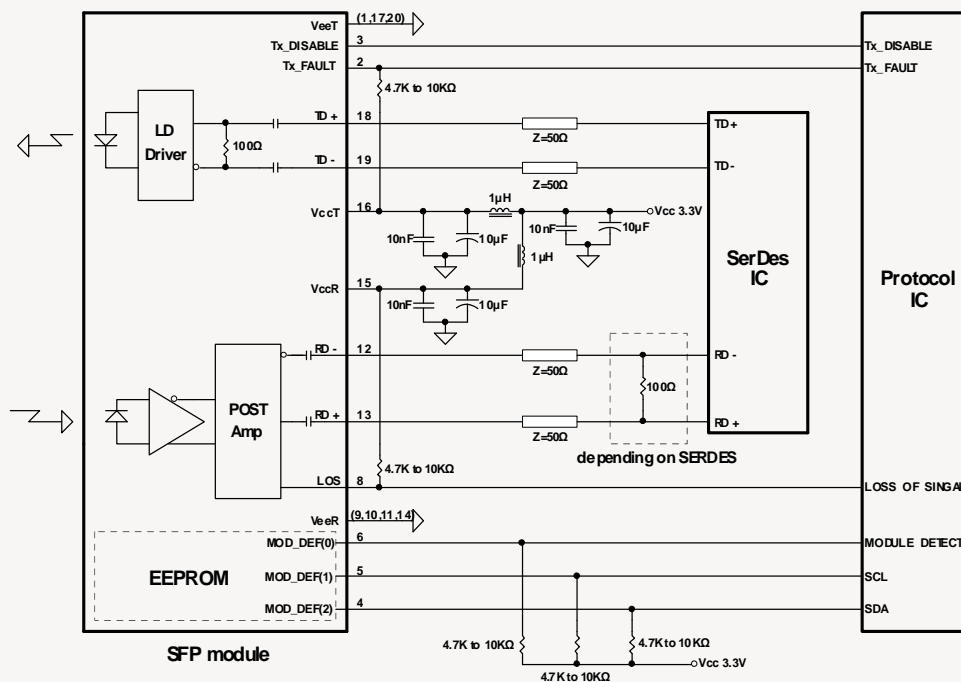 VeeT (1,17,20)
Tx_DISABLE 3 Tx_DISABLE
Tx_FAULT 2 Tx_FAULT
4.7K to 10KΩ
LD
Driver
100Ω
TD+ 18 TD+
Z=50Ω
TD- 19 TD-
Z=50Ω
1μH
VccT 16 Vcc 3.3V
10nF 10μF 10nF 10μF
1μH
SerDes
IC
Protocol
IC
VccR 15
10nF 10μF
RD - 12 RD -
Z=50Ω
100Ω
POST
Amp
RD+ 13 RD+
Z=50Ω
depending on SERDES
4.7K to 10KΩ
LOS 8 LOSS OF SINGAL
VeeR (9,10,11,14)
MOD_DEF(0) 6 MODULE DETECT
EEPROM
MOD_DEF(1) 5 SCL
MOD_DEF(2) 4 SDA
4.7K to 10KΩ 4.7K to 10KΩ
SFP module
Vcc 3.3V
4.7K to 10KΩ